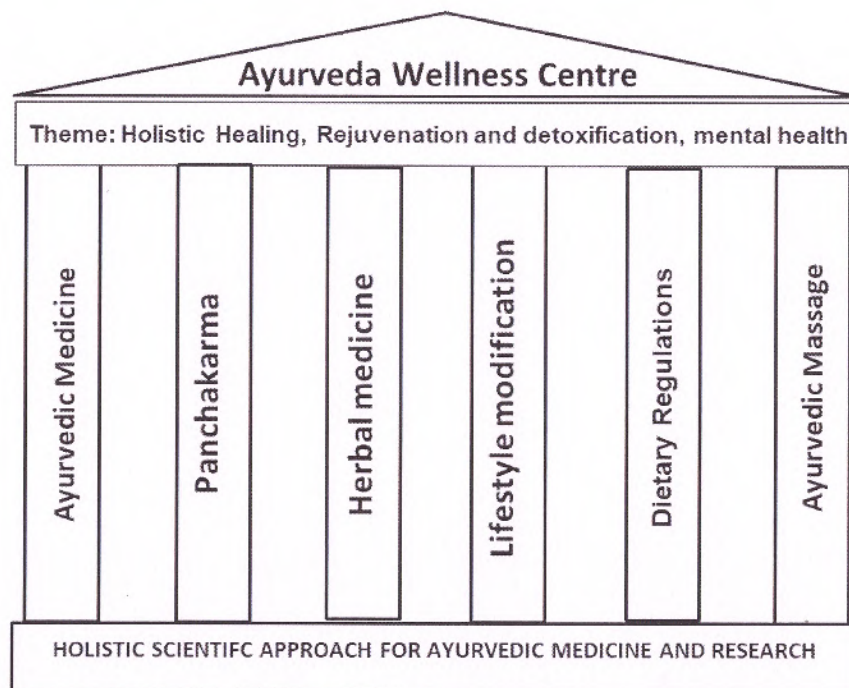 Ayurveda Wellness Centre
Theme: Holistic Healing, Rejuvenation and detoxification, mental health
Ayurvedic Medicine
Panchakarma
Herbal medicine
Lifestyle modification
Dietary Regulations
Ayurvedic Massage
HOLISTIC SCIENTIFC APPROACH FOR AYURVEDIC MEDICINE AND RESEARCH